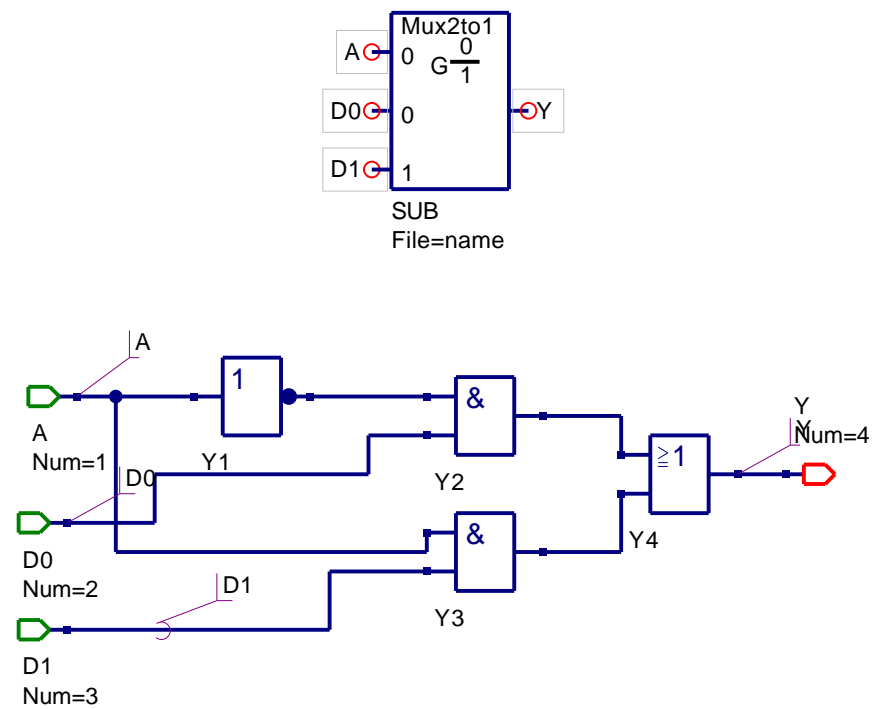 Mux2to1
A 0 G 0
1
D0 0 Y
D1 1
SUB
File=name
A
1
&
Y
Y
A
Num=4
Num=1
Y1
≧1
D0
Y2
&
Y4
D0
Num=2
D1
Y3
D1
Num=3